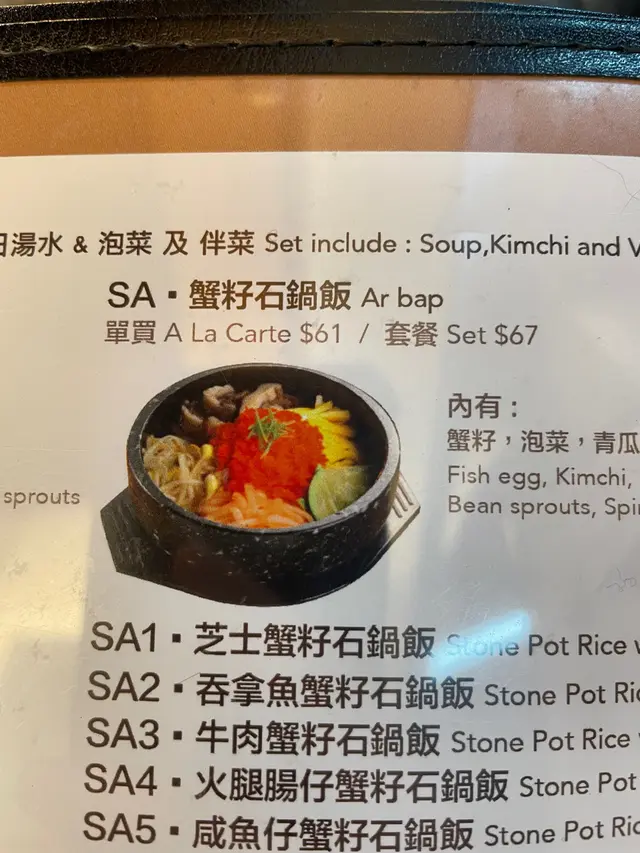 日湯水 & 泡菜 及 伴菜 Set include : Soup,Kimchi and
SA▪蟹籽石鍋飯 Ar bap
單買 A La Carte $61 / 套餐 Set $67
內有：
蟹籽，泡菜，青瓜
Fish egg, Kimchi,
sprouts
Bean sprouts,
SA1▪芝士蟹籽石鍋飯 Stone Pot Rice
SA2▪吞拿魚蟹籽石鍋飯 Stone Pot
SA3▪牛肉蟹籽石鍋飯 Stone Pot Rice
SA4▪火腿腸仔蟹籽石鍋飯 Stone Pot
SA5▪咸魚仔蟹籽石鍋飯 Stone Pot